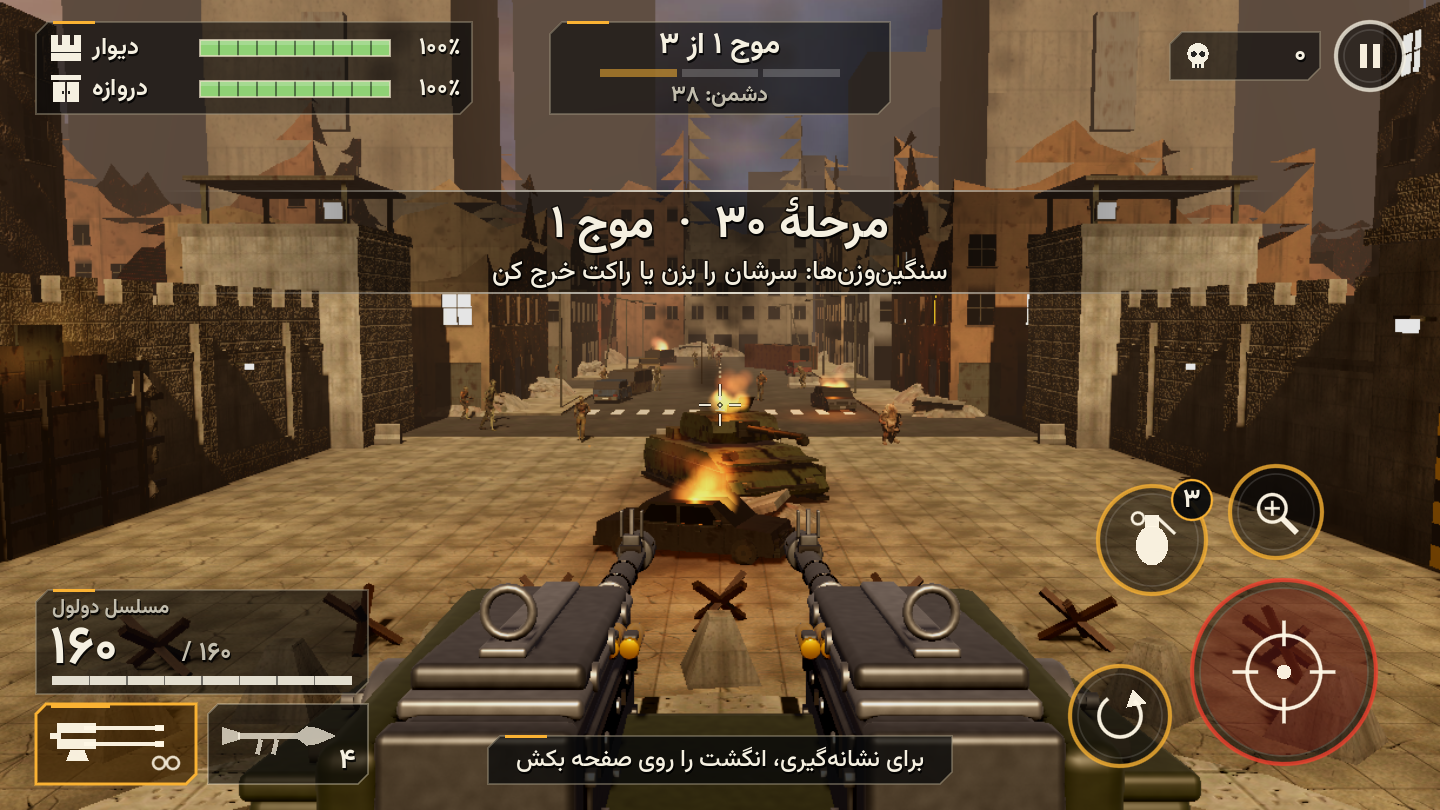 دیوار ۱۰۰٪
دروازه ۱۰۰٪
موج ۱ از ۳
دشمن: ۳۸
۰
مرحلهٔ ۳۰ · موج ۱
سنگین‌وزن‌ها: سرشان را بزن یا راکت خرج کن
۳
مسلسل دولول
۱۶۰ / ۱۶۰
∞
۴
برای نشانه‌گیری، انگشت را روی صفحه بکش